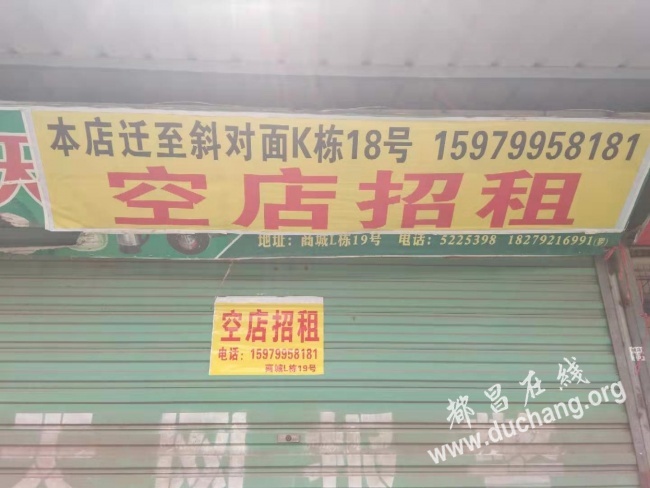 本店迁至斜对面K栋18号 15979958181
空店招租
地址：商城L栋19号 电话：5225398 18279216991
空店招租
电话：15979958181
商城L栋19号
都昌在线
www.duchang.org